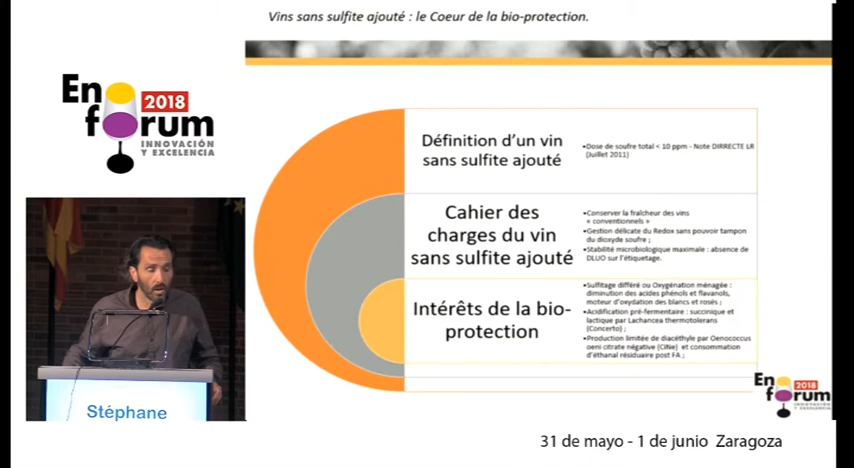 Vins sans sulfite ajouté : le Coeur de la bio-protection.
En
2018
forum
INNOVACIÓN
Y EXCELENCIA
Définition d'un vin
sans sulfite ajouté
•Dose de soufre total < 10 ppm - Note DIRRECTE LR
(Juillet 2011)
Cahier des
charges du vin
sans sulfite ajouté
•Conserver la fraîcheur des vins
« conventionnels »
•Gestion délicate du Redox sans pouvoir tampon
du dioxyde soufre ;
•Stabilité microbiologique maximale : absence de
DLUO sur l'étiquetage.
Intérêts de la bio-
protection
•Sulfitage différé ou Oxygénation ménagée :
diminution des acides phénols et flavanols,
moteur d'oxydation des blancs et rosés ;
•Acidification pré-fermentaire : succinique et
lactique par Lachancea thermotolerans
(Concerto) ;
•Production limitée de diacéthyle par Oenococcus
oeni citrate négative (CiNe) et consommation
d'éthanal résiduaire post FA ;
Stéphane
En
2018
forum
INNOVACIÓN
Y EXCELENCIA
31 de mayo - 1 de junio Zaragoza